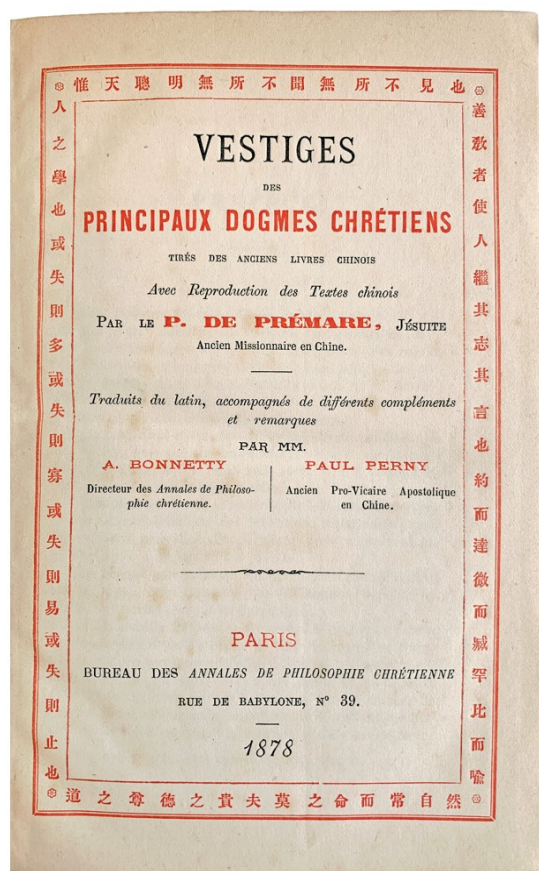 惟天聰明無所不聞無所不見也
人之學也或失則多或失則寡或失則易或失則止也
善教者使人繼其志其言也約而達微而臧罕比而喻
VESTIGES
DES
PRINCIPAUX DOGMES CHRÉTIENS
TIRÉS DES ANCIENS LIVRES CHINOIS
Avec Reproduction des Textes chinois
PAR LE P. DE PRÉMARE, JÉSUITE
Ancien Missionnaire en Chine.
Traduits du latin, accompagnés de différents compléments
et remarques
PAR MM.
A. BONNETTY
Directeur des Annales de Philoso-
phie chrétienne.
PAUL PERNY
Ancien Pro-Vicaire Apostolique
en Chine.
PARIS
BUREAU DES ANNALES DE PHILOSOPHIE CHRÉTIENNE
RUE DE BABYLONE, N° 39.
1878
道之尊德之貴夫莫之命而常自然